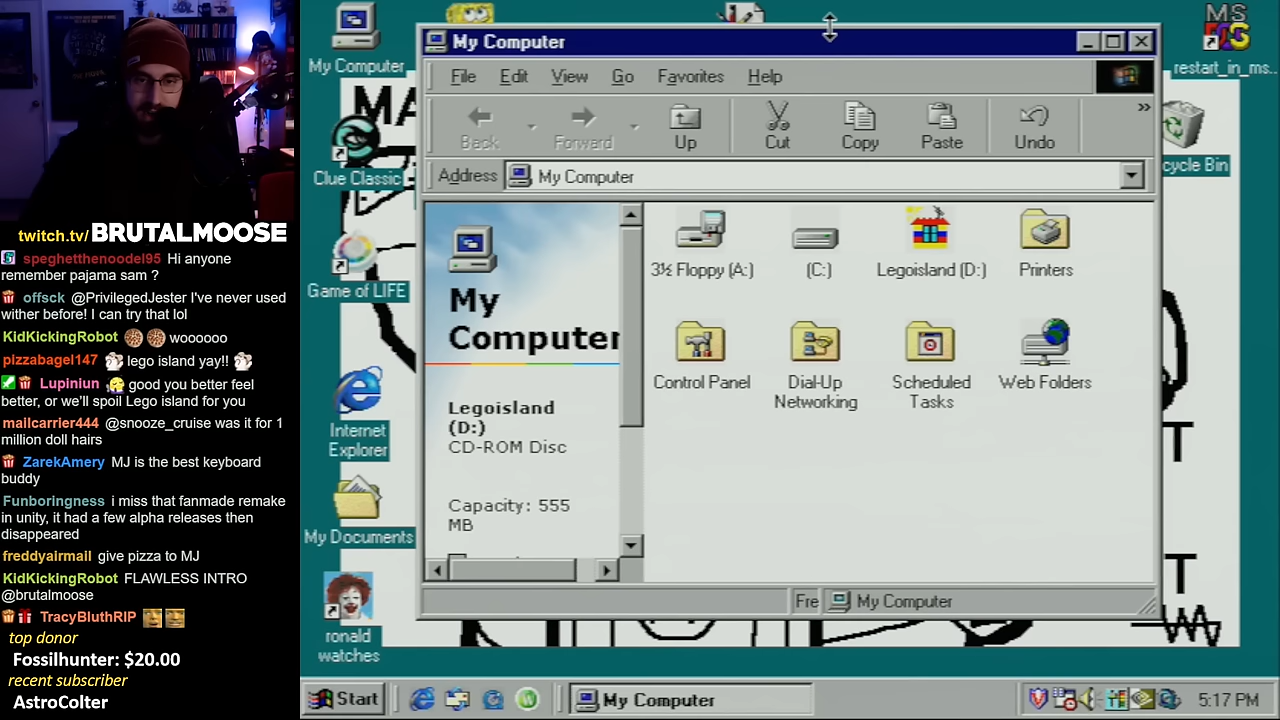 twitch.tv/BRUTALMOOSE
speghetthenoodel95 Hi anyone
remember pajama sam ?
offsck @PrivilegedJester I've never used
wither before! I can try that lol
KidKickingRobot woooooo
pizzabagel147 lego island yay!!
Lupiniun good you better feel
better, or we'll spoil Lego island for you
mailcarrier444 @snooze_cruise was it for 1
million doll hairs
ZarekAmery MJ is the best keyboard
buddy
Funboringness i miss that fanmade remake
in unity, it had a few alpha releases then
disappeared
freddyairmail give pizza to MJ
KidKickingRobot FLAWLESS INTRO
@brutalmoose
TracyBluthRIP
top donor
Fossilhunter: $20.00
recent subscriber
AstroColter
My Computer
Clue Classic
Game of LIFE
Internet
Explorer
My Documents
ronald
watches
MA
My Computer
File Edit View Go Favorites Help
Back Forward Up Cut Copy Paste Undo
Address My Computer
My
Computer
Legoisland
(D:)
CD-ROM Disc
Capacity: 555
MB
3½ Floppy (A:) (C:) Legoisland (D:) Printers
Control Panel Dial-Up
Networking Scheduled
Tasks Web Folders
Fre My Computer
MS
restart_in_ms...
cycle Bin
T
T
Start My Computer 5:17 PM